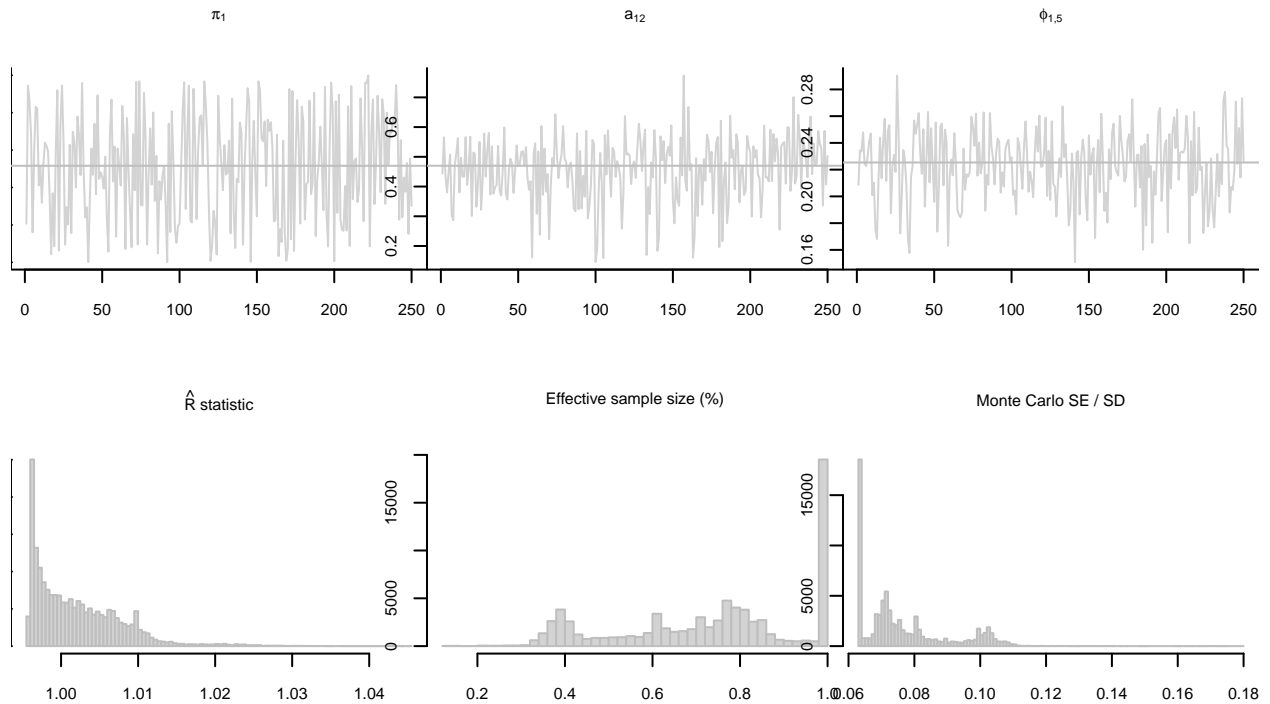 π1 a12 ϕ1,5
0.2 0.4 0.6
0.16 0.20 0.24 0.28
0 50 100 150 200 250
0 50 100 150 200 250
0 50 100 150 200 250
R̂ statistic
Effective sample size (%)
Monte Carlo SE / SD
0 5000 15000
0 5000 15000
1.00 1.01 1.02 1.03 1.04
0.2 0.4 0.6 0.8 1.0
0.06 0.08 0.10 0.12 0.14 0.16 0.18